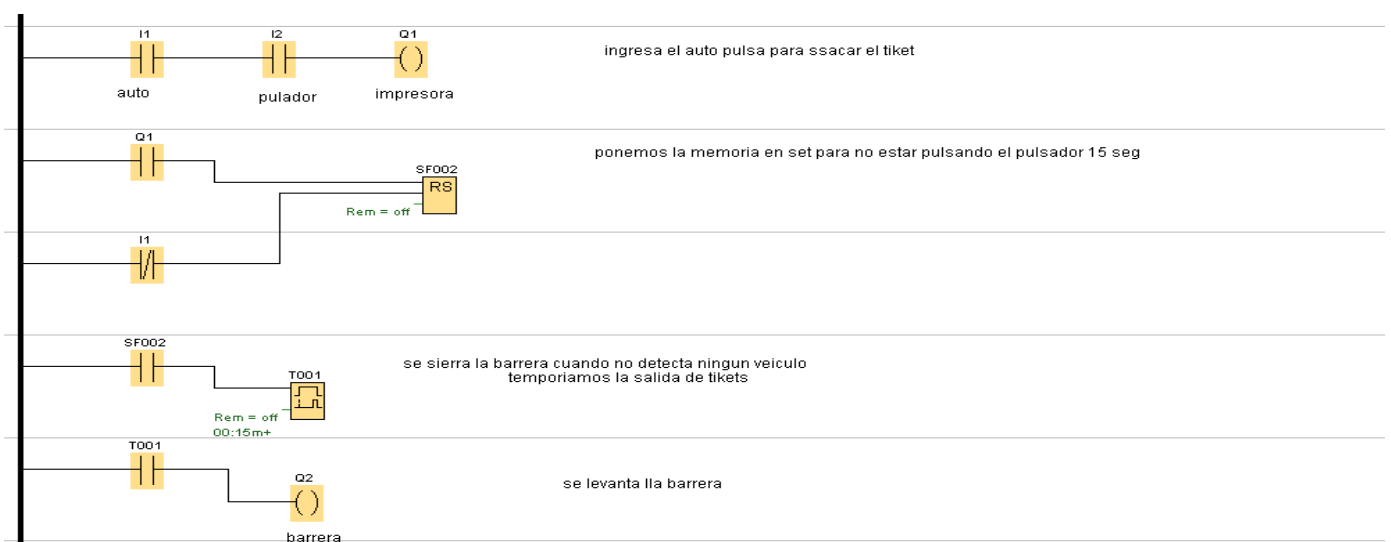 I1 I2 Q1
ingresa el auto pulsa para ssacar el tiket
auto pulador impresora
Q1
ponemos la memoria en set para no estar pulsando el pulsador 15 seg
SF002
RS
Rem = off
I1
SF002
se sierra la barrera cuando no detecta ningun veiculo
temporiamos la salida de tikets
T001
Rem = off
00:15m+
T001
Q2
se levanta lla barrera
barrera